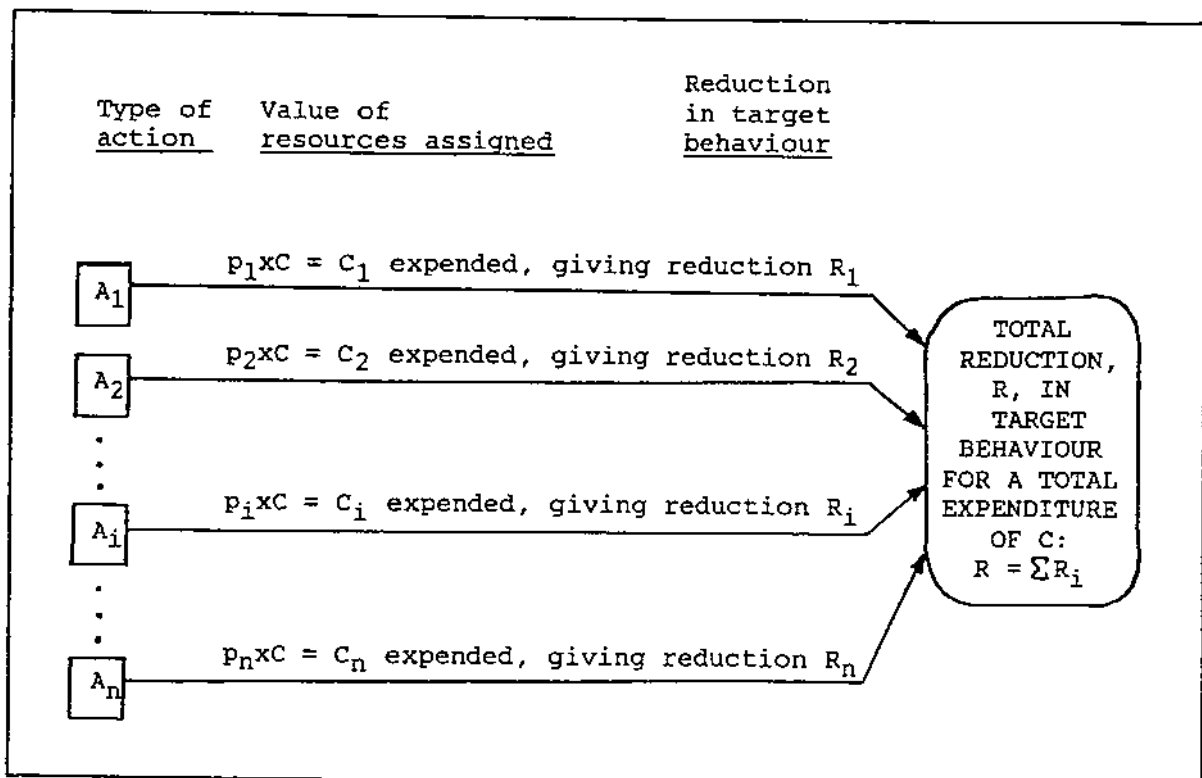 Type of
action
Value of
resources assigned
Reduction
in target
behaviour
A1
p1xC = C1 expended, giving reduction R1
A2
p2xC = C2 expended, giving reduction R2
Ai
pixC = Ci expended, giving reduction Ri
An
pnxC = Cn expended, giving reduction Rn
TOTAL
REDUCTION,
R, IN
TARGET
BEHAVIOUR
FOR A TOTAL
EXPENDITURE
OF C:
R = ΣRi